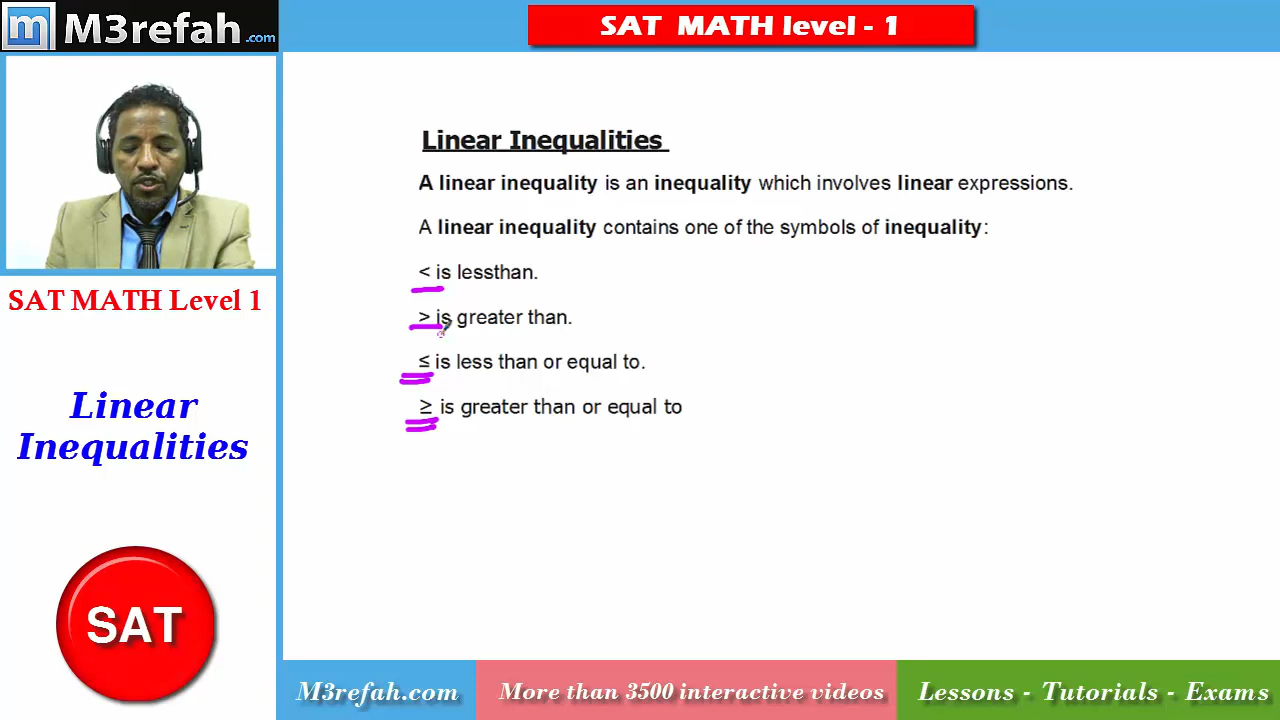 m M3refah.com
SAT MATH level - 1
Linear Inequalities
A linear inequality is an inequality which involves linear expressions.
A linear inequality contains one of the symbols of inequality:
< is lessthan.
> is greater than.
≤ is less than or equal to.
≥ is greater than or equal to
SAT MATH Level 1
Linear
Inequalities
SAT
M3refah.com
More than 3500 interactive videos
Lessons - Tutorials - Exams